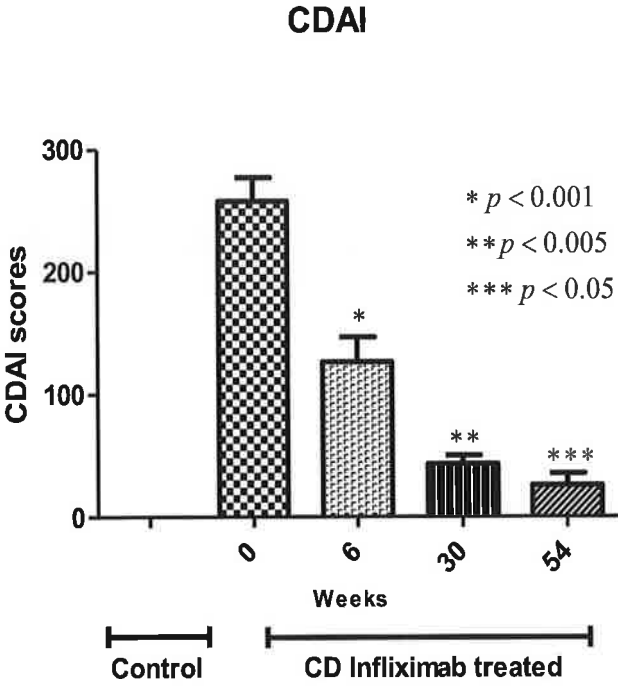 CDAI
300
200
100
0
CDAI scores
* p < 0.001
** p < 0.005
*** p < 0.05
*
**
***
0 6 30 54
Weeks
Control CD Infliximab treated